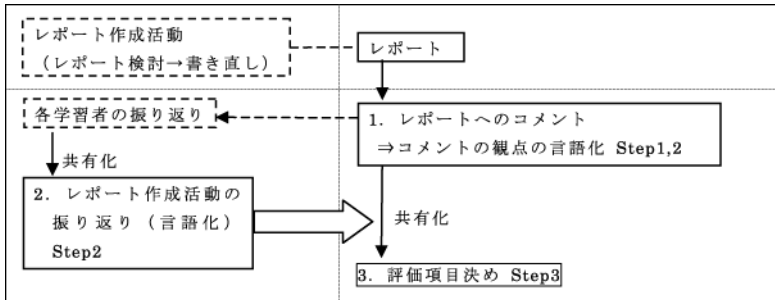 レポート作成活動
（レポート検討→書き直し）
レポート
各学習者の振り返り
1. レポートへのコメント
⇒コメントの観点の言語化 Step1,2
共有化
2. レポート作成活動の
振り返り（言語化）
Step2
共有化
3. 評価項目決め Step3